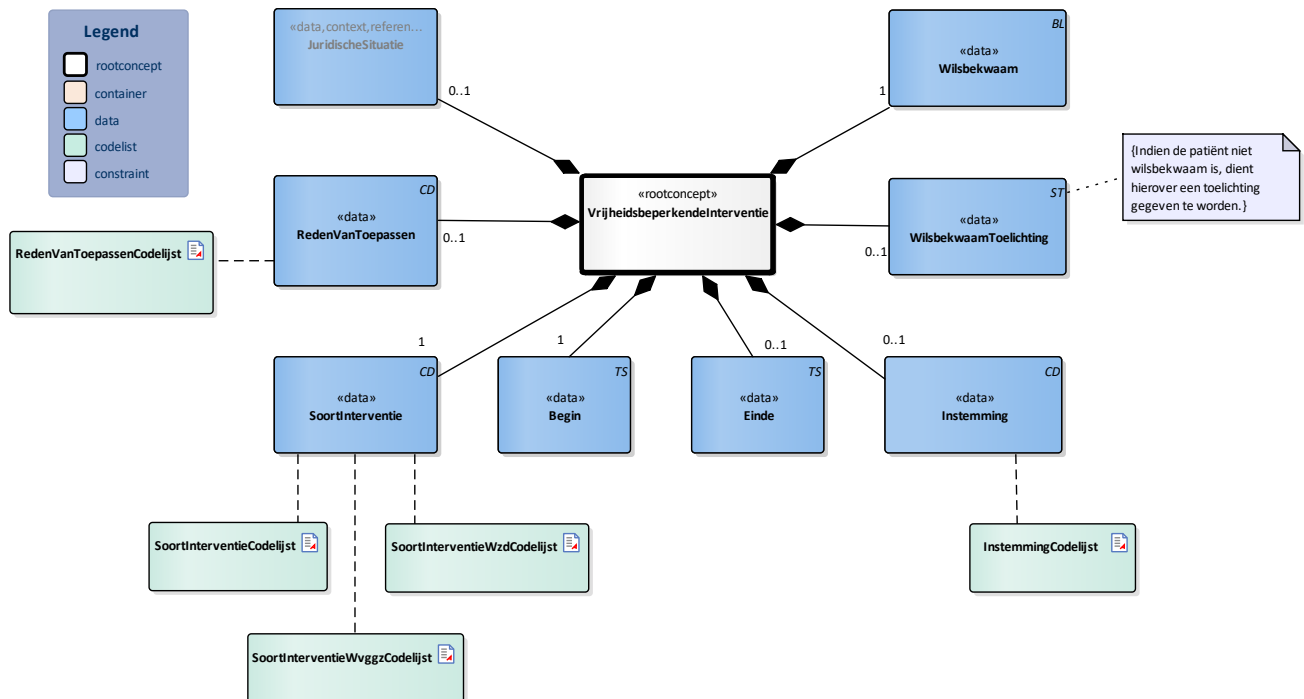 Legend
rootconcept
container
data
codelist
constraint
«data,context,referen...
JuridischeSituatie
0..1
BL
«data»
Wilsbekwaam
1
{Indien de patiënt niet
wilsbekwaam is, dient
hierover een toelichting
gegeven te worden.}
CD
«data»
RedenVanToepassen
0..1
«rootconcept»
VrijheidsbeperkendeInterventie
ST
«data»
WilsbekwaamToelichting
0..1
RedenVanToepassenCodelijst
1
CD
«data»
SoortInterventie
1
TS
«data»
Begin
0..1
TS
«data»
Einde
0..1
CD
«data»
Instemming
SoortInterventieCodelijst
SoortInterventieWzdCodelijst
InstemmingCodelijst
SoortInterventieWvggzCodelijst